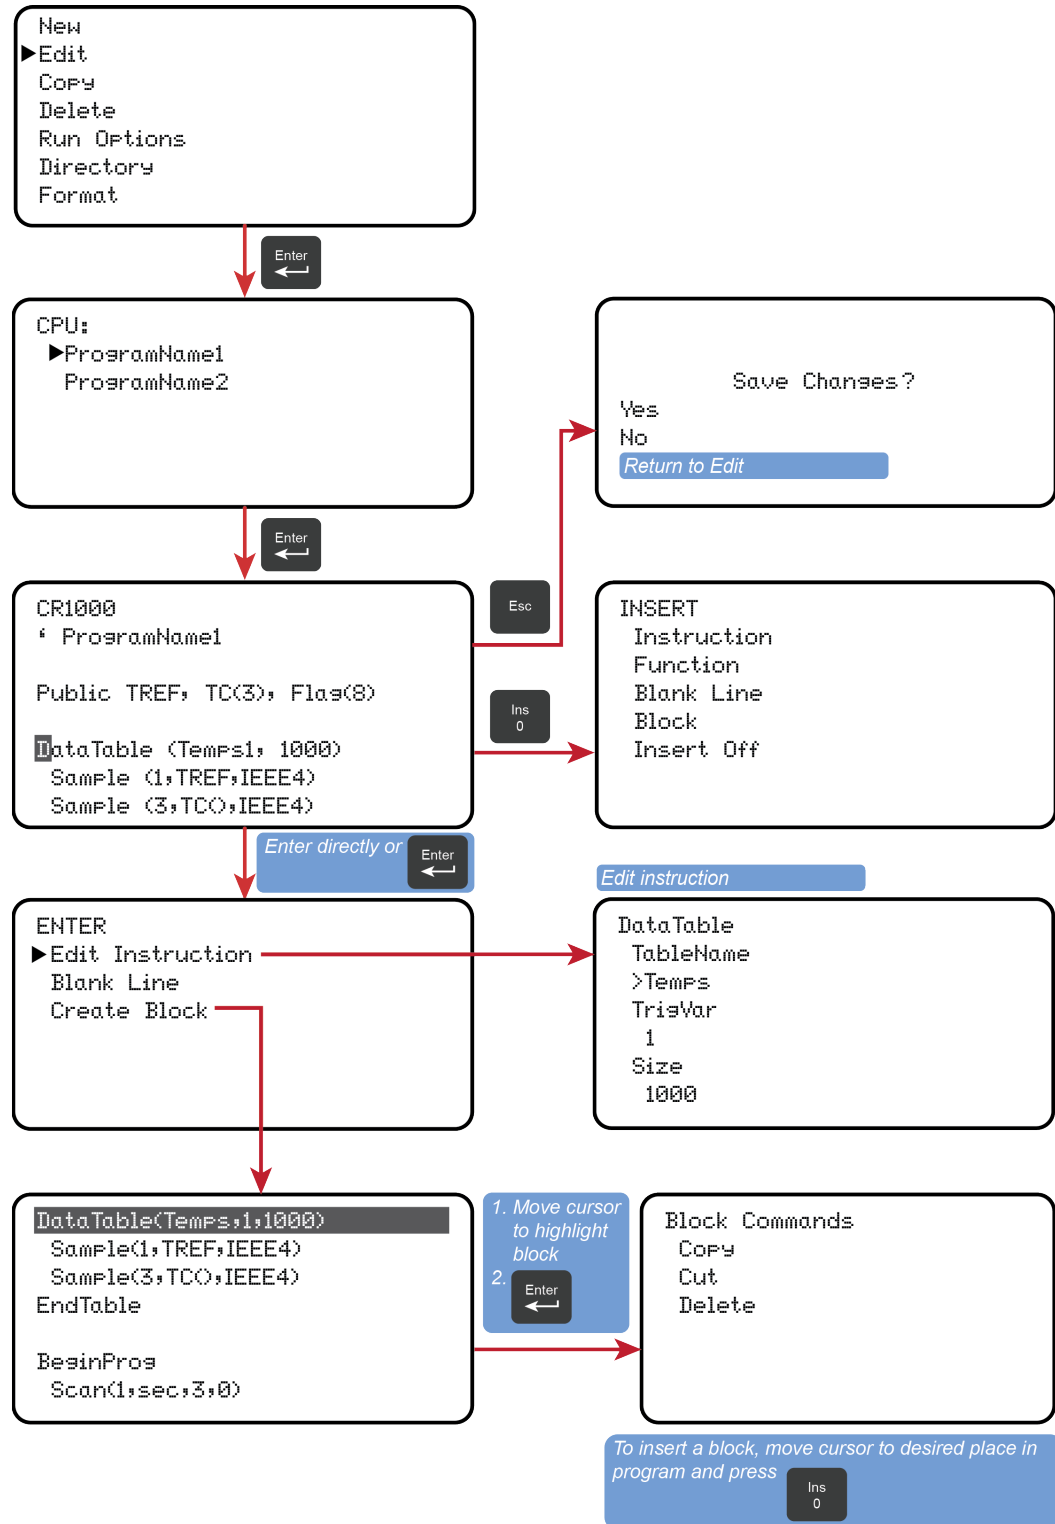 New
Edit
Copy
Delete
Run Options
Directory
Format
Enter
CPU:
ProgramName1
ProgramName2
Save Changes?
Yes
No
Return to Edit
Enter
CR1000
‘ ProgramName1
Public TREF, TC(3), Flag(8)
DataTable (Temps1, 1000)
Sample (1,TREF,IEEE4)
Sample (3,TC(),IEEE4)
Esc
Ins
0
INSERT
Instruction
Function
Blank Line
Block
Insert Off
Enter directly or
Enter
ENTER
Edit Instruction
Blank Line
Create Block
Edit instruction
DataTable
TableName
>Temps
TrigVar
1
Size
1000
DataTable(Temps,1,1000)
Sample(1,TREF,IEEE4)
Sample(3,TC(),IEEE4)
EndTable
BeginProg
Scan(1,sec,3,0)
1. Move cursor
to highlight
block
2.
Enter
Block Commands
Copy
Cut
Delete
To insert a block, move cursor to desired place in
program and press
Ins
0